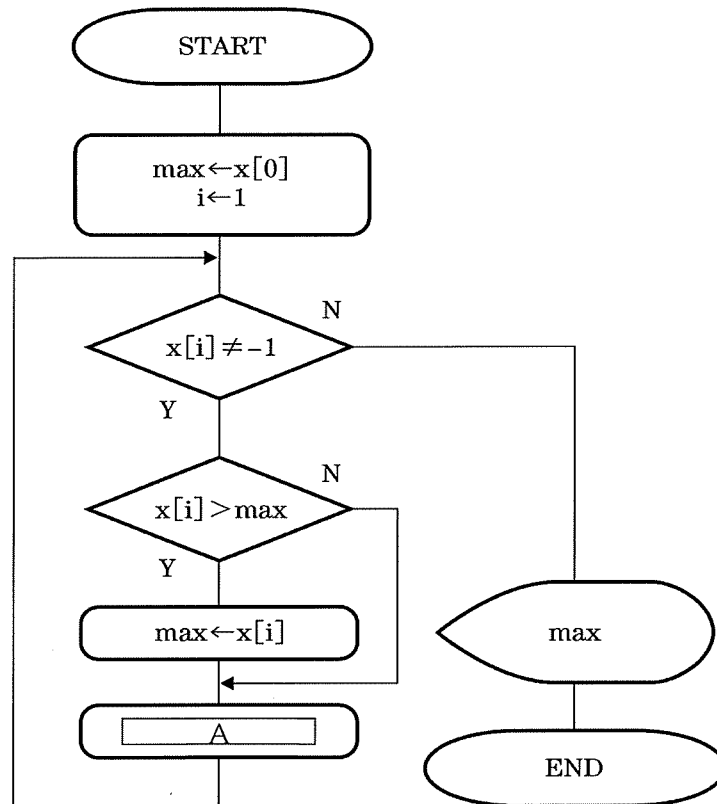 START
max←x[0]
i←1
N
x[i]≠-1
Y
N
x[i]>max
Y
max←x[i]
max
A
END